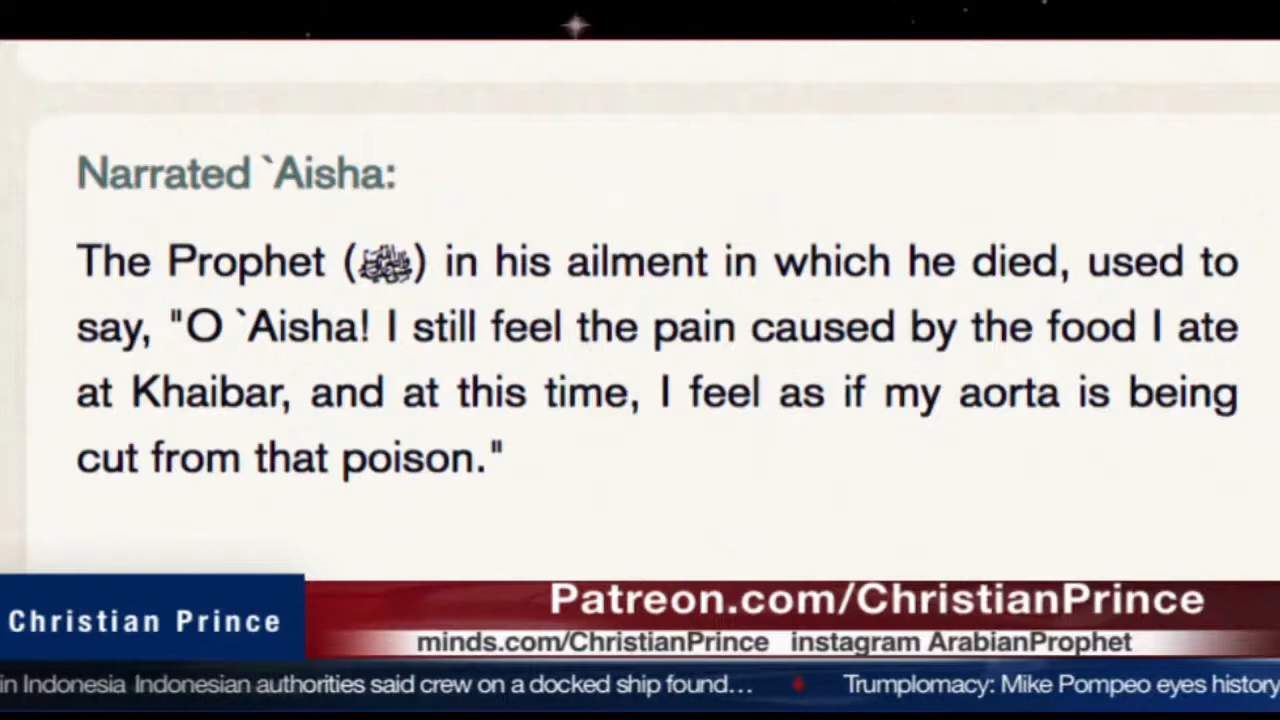 Narrated `Aisha:
The Prophet (ﷺ) in his ailment in which he died, used to
say, "O `Aisha! I still feel the pain caused by the food I ate
at Khaibar, and at this time, I feel as if my aorta is being
cut from that poison."
Christian Prince
Patreon.com/ChristianPrince
minds.com/ChristianPrince instagram ArabianProphet
in Indonesia Indonesian authorities said crew on a docked ship found... ♦ Trumplomacy: Mike Pompeo eyes history